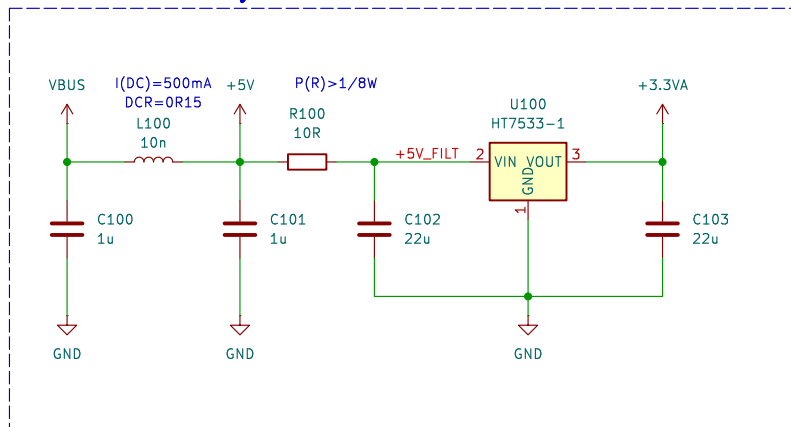 VBUS
I(DC)=500mA
DCR=0R15
L100
10n
+5V
P(R)>1/8W
R100
10R
+5V_FILT
U100
HT7533-1
2
VIN
VOUT
3
GND
1
+3.3VA
C100
1u
C101
1u
C102
22u
C103
22u
GND
GND
GND